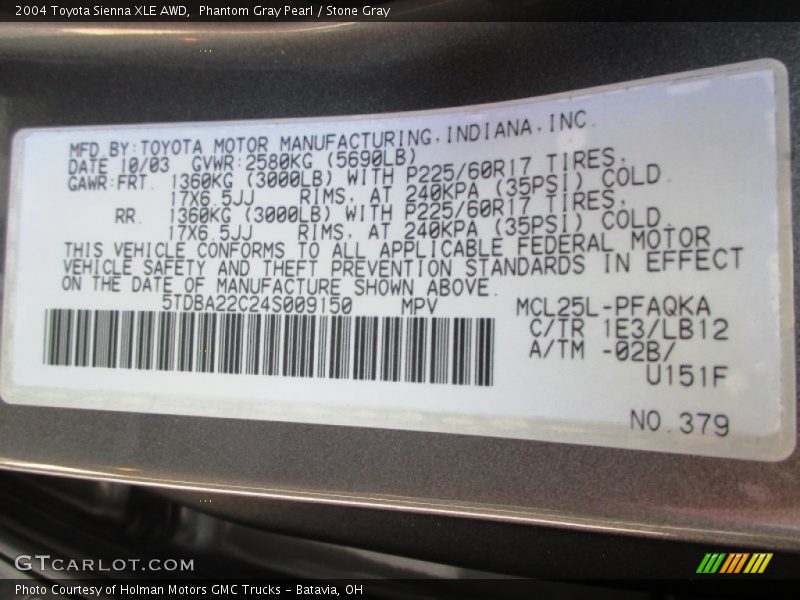 2004 Toyota Sienna XLE AWD,  Phantom Gray Pearl / Stone Gray
MFD.BY:TOYOTA MOTOR MANUFACTURING,INDIANA,INC.
DATE 10/03  GVWR:2580KG (5690LB)
GAWR:FRT. 1360KG (3000LB) WITH P225/60R17 TIRES,
17X6.5JJ RIMS, AT 240KPA (35PSI) COLD.
RR. 1360KG (3000LB) WITH P225/60R17 TIRES,
17X6.5JJ RIMS, AT 240KPA (35PSI) COLD.
THIS VEHICLE CONFORMS TO ALL APPLICABLE FEDERAL MOTOR
VEHICLE SAFETY AND THEFT PREVENTION STANDARDS IN EFFECT
ON THE DATE OF MANUFACTURE SHOWN ABOVE.
5TDBA22C24S009150 MPV MCL25L-PFAQKA
C/TR 1E3/LB12
A/TM -02B/
U151F
NO.379
GTCARLOT.COM
Photo Courtesy of Holman Motors GMC Trucks - Batavia, OH